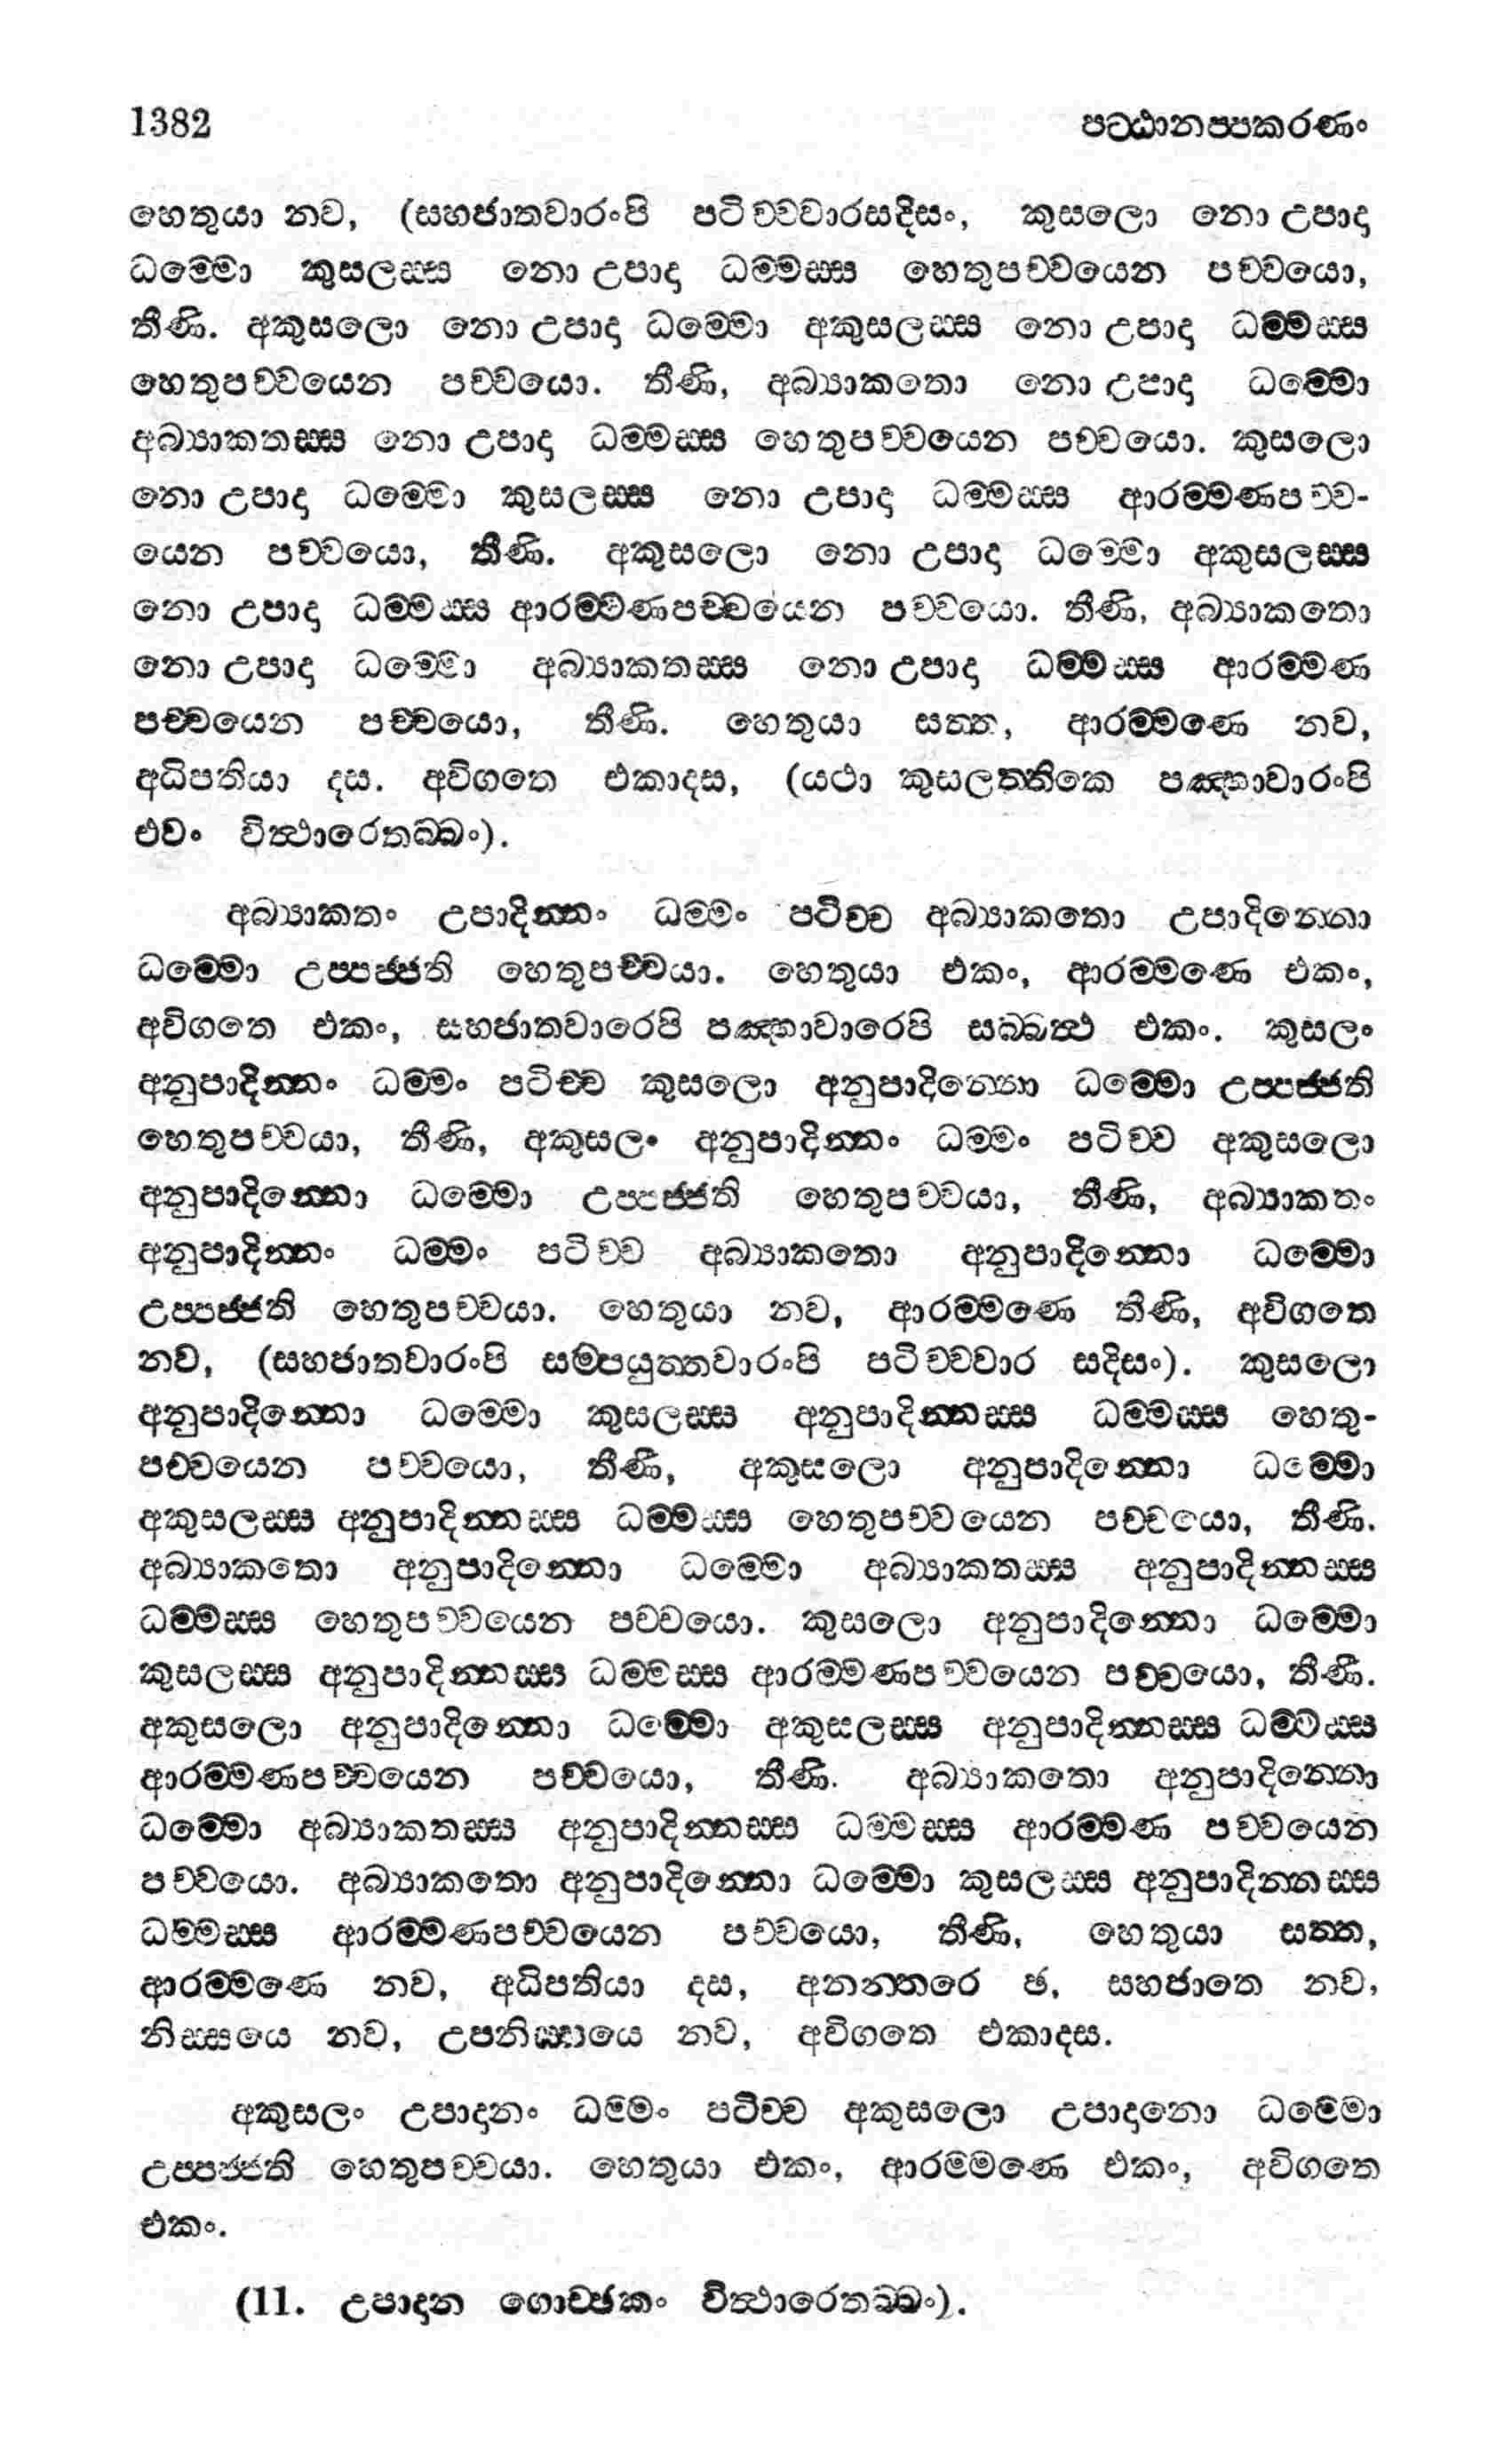 1382 පට්ඨානප්පකරණං
හෙතුයා නව, (සහජාතවාරංපි පටිච්චවාරසදිසං, කුසලො නො උපාදා
ධම්මො කුසලස්ස නො උපාදා ධම්මස්ස හෙතුපච්චයෙන පච්චයො,
තීණි. අකුසලො නො උපාදා ධම්මො අකුසලස්ස නො උපාදා ධම්මස්ස
හෙතුපච්චයෙන පච්චයො. තීණි, අබ්‍යාකතො නො උපාදා ධම්මො
අබ්‍යාකතස්ස නො උපාදා ධම්මස්ස හෙතුපච්චයෙන පච්චයො. කුසලො
නො උපාදා ධම්මො කුසලස්ස නො උපාදා ධම්මස්ස ආරම්මණපච්ච-
යෙන පච්චයො, තීණි. අකුසලො නො උපාදා ධම්මො අකුසලස්ස
නො උපාදා ධම්මස්ස ආරම්මණපච්චයෙන පච්චයො. තීණි, අබ්‍යාකතො
නො උපාදා ධම්මො අබ්‍යාකතස්ස නො උපාදා ධම්මස්ස ආරම්මණ
පච්චයෙන පච්චයො, තීණි. හෙතුයා සත්ත, ආරම්මණෙ නව,
අධිපතියා දස. අවිගතෙ එකාදස, (යථා කුසලත්තිකෙ පඤ්හාවාරංපි
එවං විත්ථාරෙතබ්බං).
අබ්‍යාකතං උපාදින්නං ධම්මං පටිච්ච අබ්‍යාකතො උපාදින්නො
ධම්මො උප්පජ්ජති හෙතුපච්චයා. හෙතුයා එකං, ආරම්මණෙ එකං,
අවිගතෙ එකං, සහජාතවාරෙපි පඤ්හාවාරෙපි සබ්බත්ථ එකං. කුසලං
අනුපාදින්නං ධම්මං පටිච්ච කුසලො අනුපාදින්නො ධම්මො උප්පජ්ජති
හෙතුපච්චයා, තීණි, අකුසලං අනුපාදින්නං ධම්මං පටිච්ච අකුසලො
අනුපාදින්නො ධම්මො උප්පජ්ජති හෙතුපච්චයා, තීණි, අබ්‍යාකතං
අනුපාදින්නං ධම්මං පටිච්ච අබ්‍යාකතො අනුපාදින්නො ධම්මො
උප්පජ්ජති හෙතුපච්චයා. හෙතුයා නව, ආරම්මණෙ තීණි, අවිගතෙ
නව, (සහජාතවාරංපි සම්පයුත්තවාරංපි පටිච්චවාර සදිසං). කුසලො
අනුපාදින්නො ධම්මො කුසලස්ස අනුපාදින්නස්ස ධම්මස්ස හෙතු-
පච්චයෙන පච්චයො, තීණි, අකුසලො අනුපාදින්නො ධම්මො
අකුසලස්ස අනුපාදින්නස්ස ධම්මස්ස හෙතුපච්චයෙන පච්චයො, තීණි.
අබ්‍යාකතො අනුපාදින්නො ධම්මො අබ්‍යාකතස්ස අනුපාදින්නස්ස
ධම්මස්ස හෙතුපච්චයෙන පච්චයො. කුසලො අනුපාදින්නො ධම්මො
කුසලස්ස අනුපාදින්නස්ස ධම්මස්ස ආරම්මණපච්චයෙන පච්චයො, තීණි.
අකුසලො අනුපාදින්නො ධම්මො අකුසලස්ස අනුපාදින්නස්ස ධම්මස්ස
ආරම්මණපච්චයෙන පච්චයො, තීණි. අබ්‍යාකතො අනුපාදින්නො
ධම්මො අබ්‍යාකතස්ස අනුපාදින්නස්ස ධම්මස්ස ආරම්මණ පච්චයෙන
පච්චයො. අබ්‍යාකතො අනුපාදින්නො ධම්මො කුසලස්ස අනුපාදින්නස්ස
ධම්මස්ස ආරම්මණපච්චයෙන පච්චයො, තීණි, හෙතුයා සත්ත,
ආරම්මණෙ නව, අධිපතියා දස, අනන්තරෙ ඡ, සහජාතෙ නව,
නිස්සයෙ නව, උපනිස්සයෙ නව, අවිගතෙ එකාදස.
අකුසලං උපාදානං ධම්මං පටිච්ච අකුසලො උපාදානො ධම්මො
උප්පජ්ජති හෙතුපච්චයා. හෙතුයා එකං, ආරම්මණෙ එකං, අවිගතෙ
එකං.
(11. උපාදාන ගොච්ඡකං විත්ථාරෙතබ්බං).